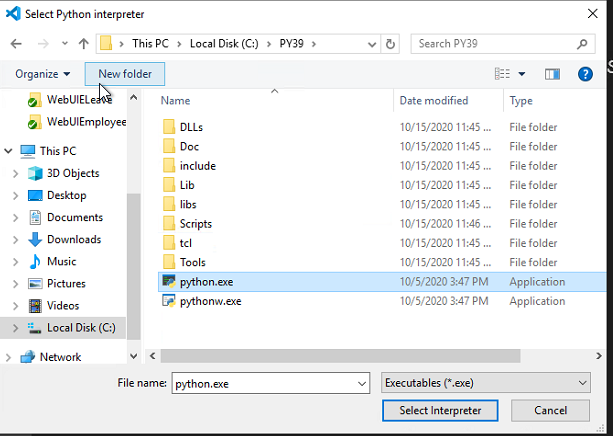 Select Python interpreter
This PC > Local Disk (C:) > PY39 >
Search PY39
Organize
New folder
?
Name
Date modified
Type
WebUIELeave
WebUIEmployee
This PC
3D Objects
Desktop
Documents
Downloads
Music
Pictures
Videos
Local Disk (C:)
Network
DLLs 10/15/2020 11:45 ... File folder
Doc 10/15/2020 11:45 ... File folder
include 10/15/2020 11:45 ... File folder
Lib 10/15/2020 11:45 ... File folder
libs 10/15/2020 11:45 ... File folder
Scripts 10/15/2020 11:46 ... File folder
tcl 10/15/2020 11:45 ... File folder
Tools 10/15/2020 11:45 ... File folder
python.exe 10/5/2020 3:47 PM Application
pythonw.exe 10/5/2020 3:47 PM Application
File name: python.exe
Executables (*.exe)
Select Interpreter
Cancel